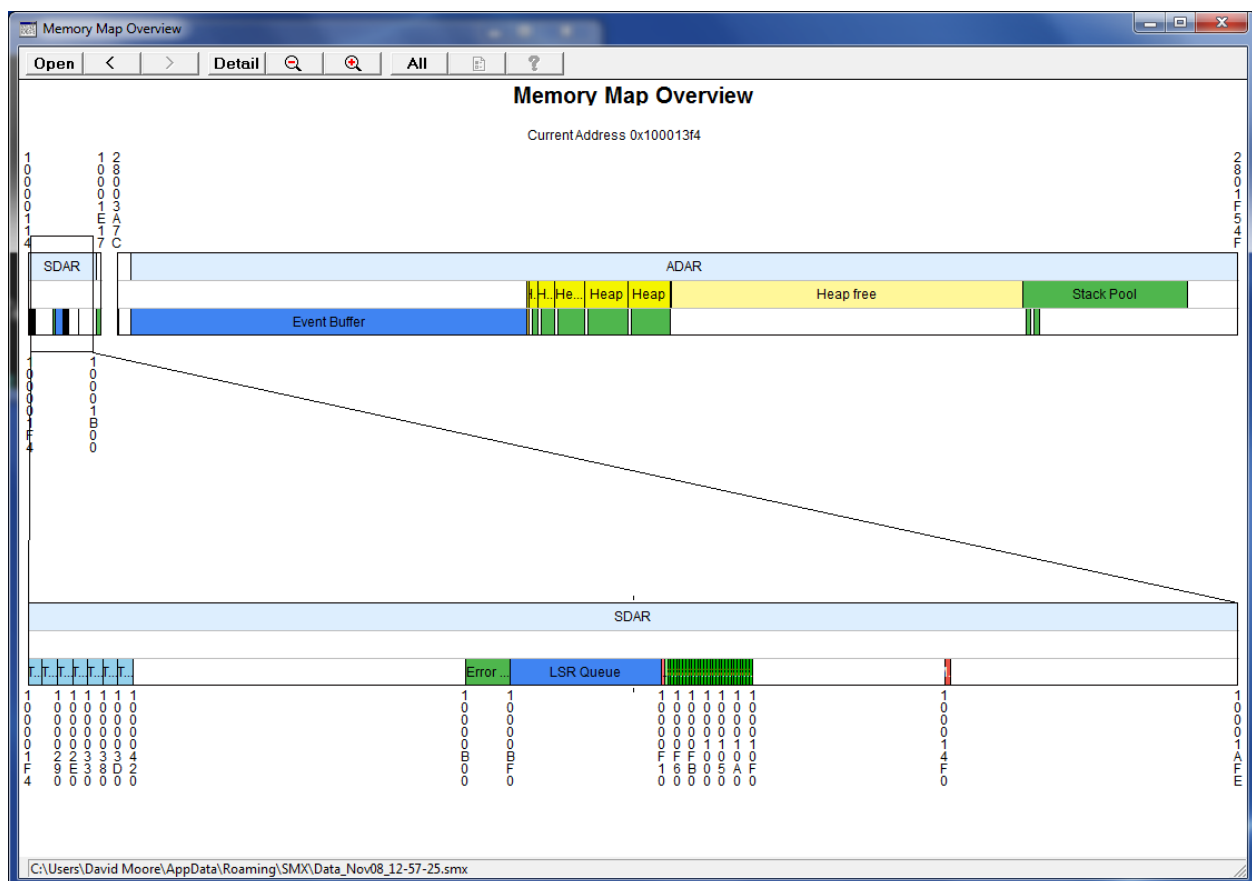 Memory Map Overview
Open < > Detail All ?
Memory Map Overview
Current Address 0x100013f4
10000114 10001E17 28003A7C 2801F54F
SDAR ADAR
H.. H.. He... Heap Heap Heap free Stack Pool
Event Buffer
100001F4 10001B00
SDAR
T... T... T... T... T... T... T... Error ... LSR Queue
100001F4 10000290 100002E0 10000330 10000380 100003D0 10000420 10000B00 10000BF0 10000F10 10000F60 10000FB0 10001000 10001050 100010A0 100010F0 100014F0 10001AFE
C:\Users\David Moore\AppData\Roaming\SMX\Data_Nov08_12-57-25.smx